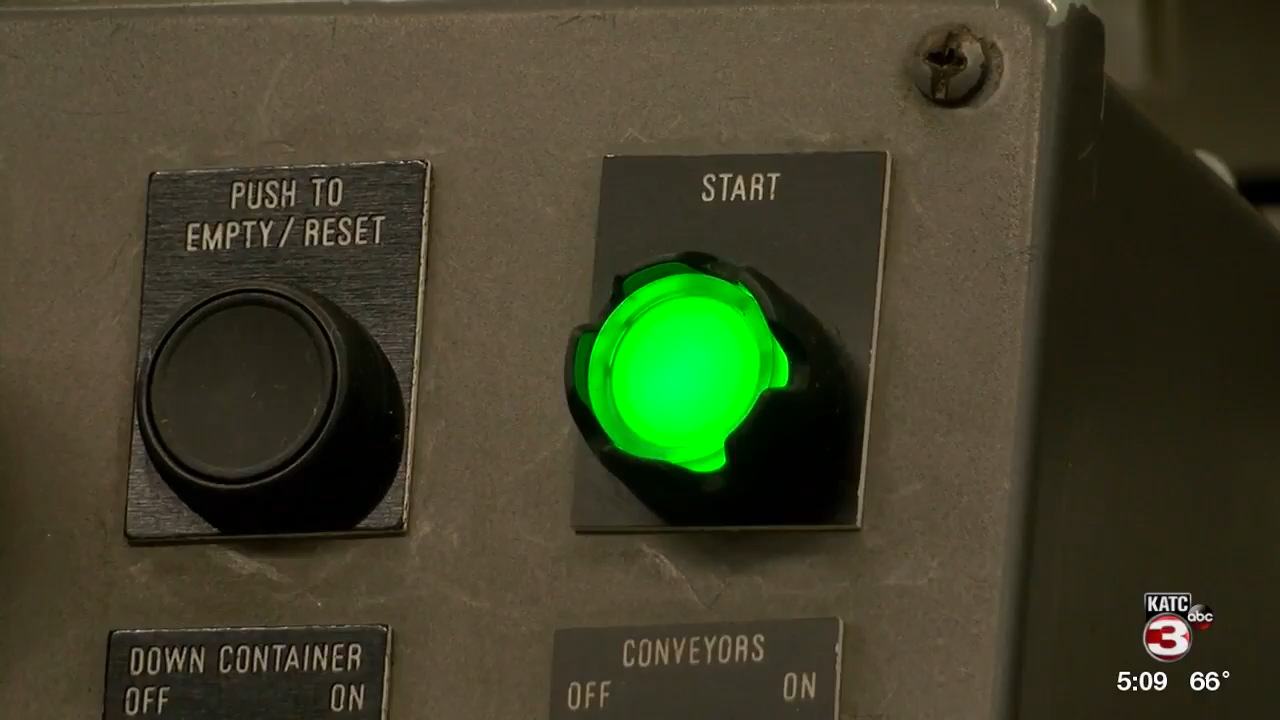 PUSH TO
EMPTY/RESET
START
DOWN CONTAINER
OFF ON
CONVEYORS
OFF ON
KATC
abc
3
5:09 66°